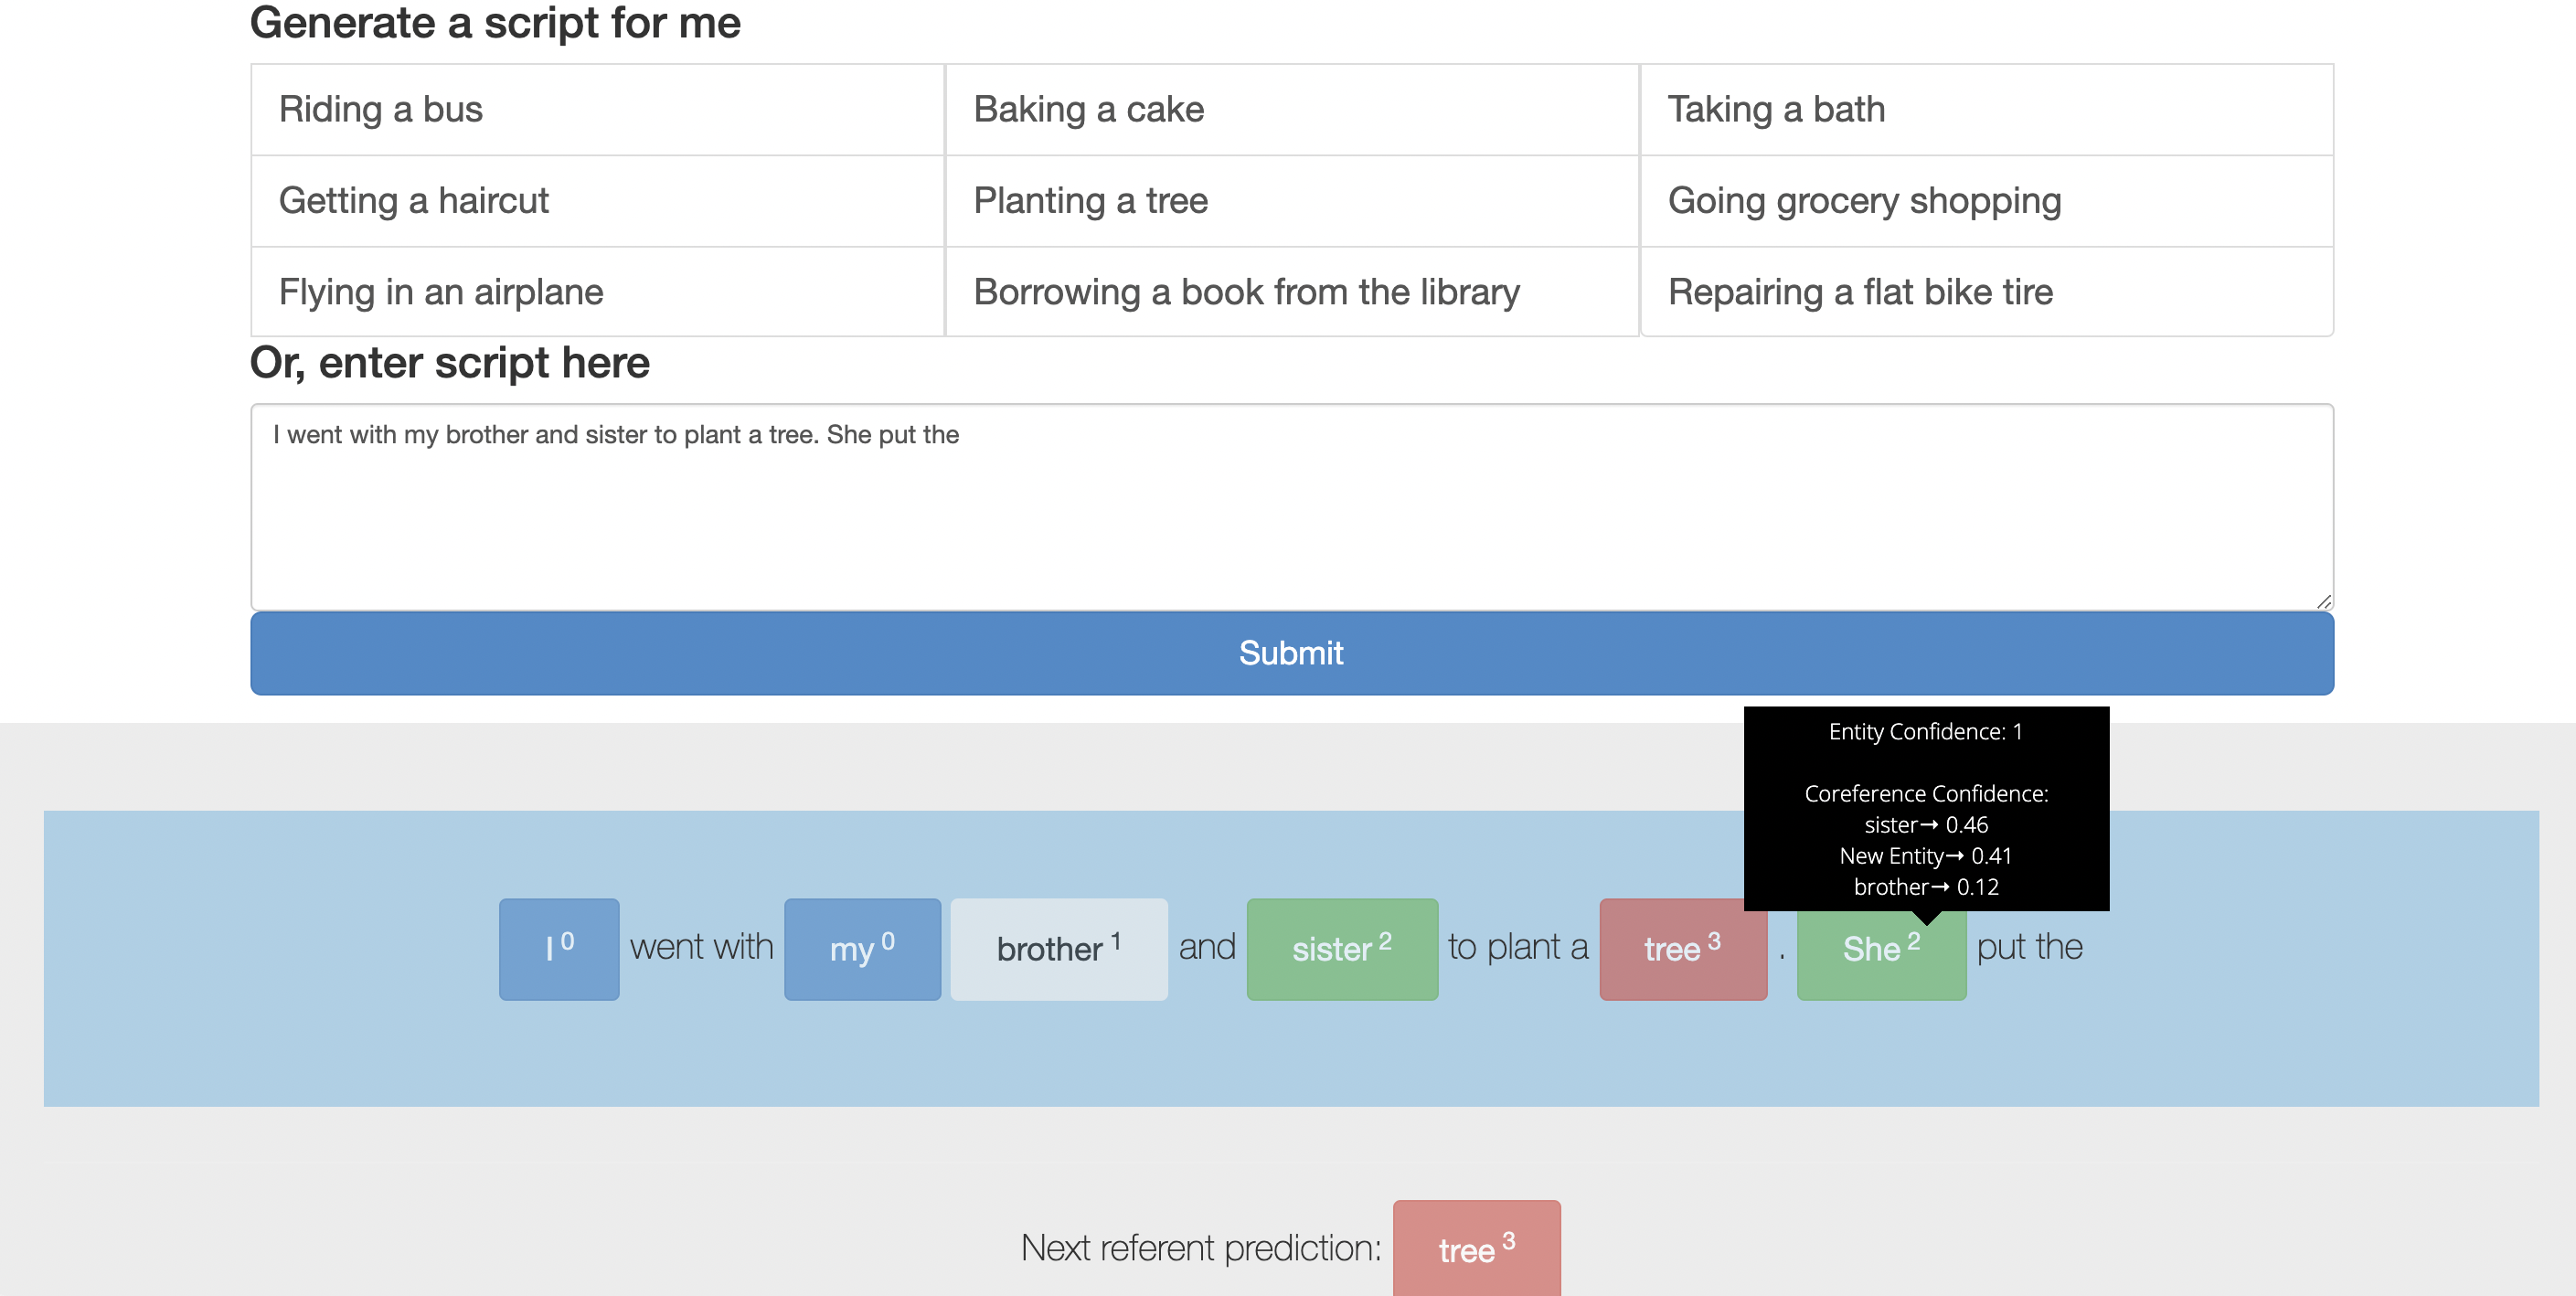 Generate a script for me
Riding a bus Baking a cake Taking a bath
Getting a haircut Planting a tree Going grocery shopping
Flying in an airplane Borrowing a book from the library Repairing a flat bike tire
Or, enter script here
I went with my brother and sister to plant a tree. She put the
Submit
Entity Confidence: 1
Coreference Confidence:
sister→ 0.46
New Entity→ 0.41
brother→ 0.12
I 0 went with my 0 brother 1 and sister 2 to plant a tree 3 . She 2 put the
Next referent prediction: tree 3